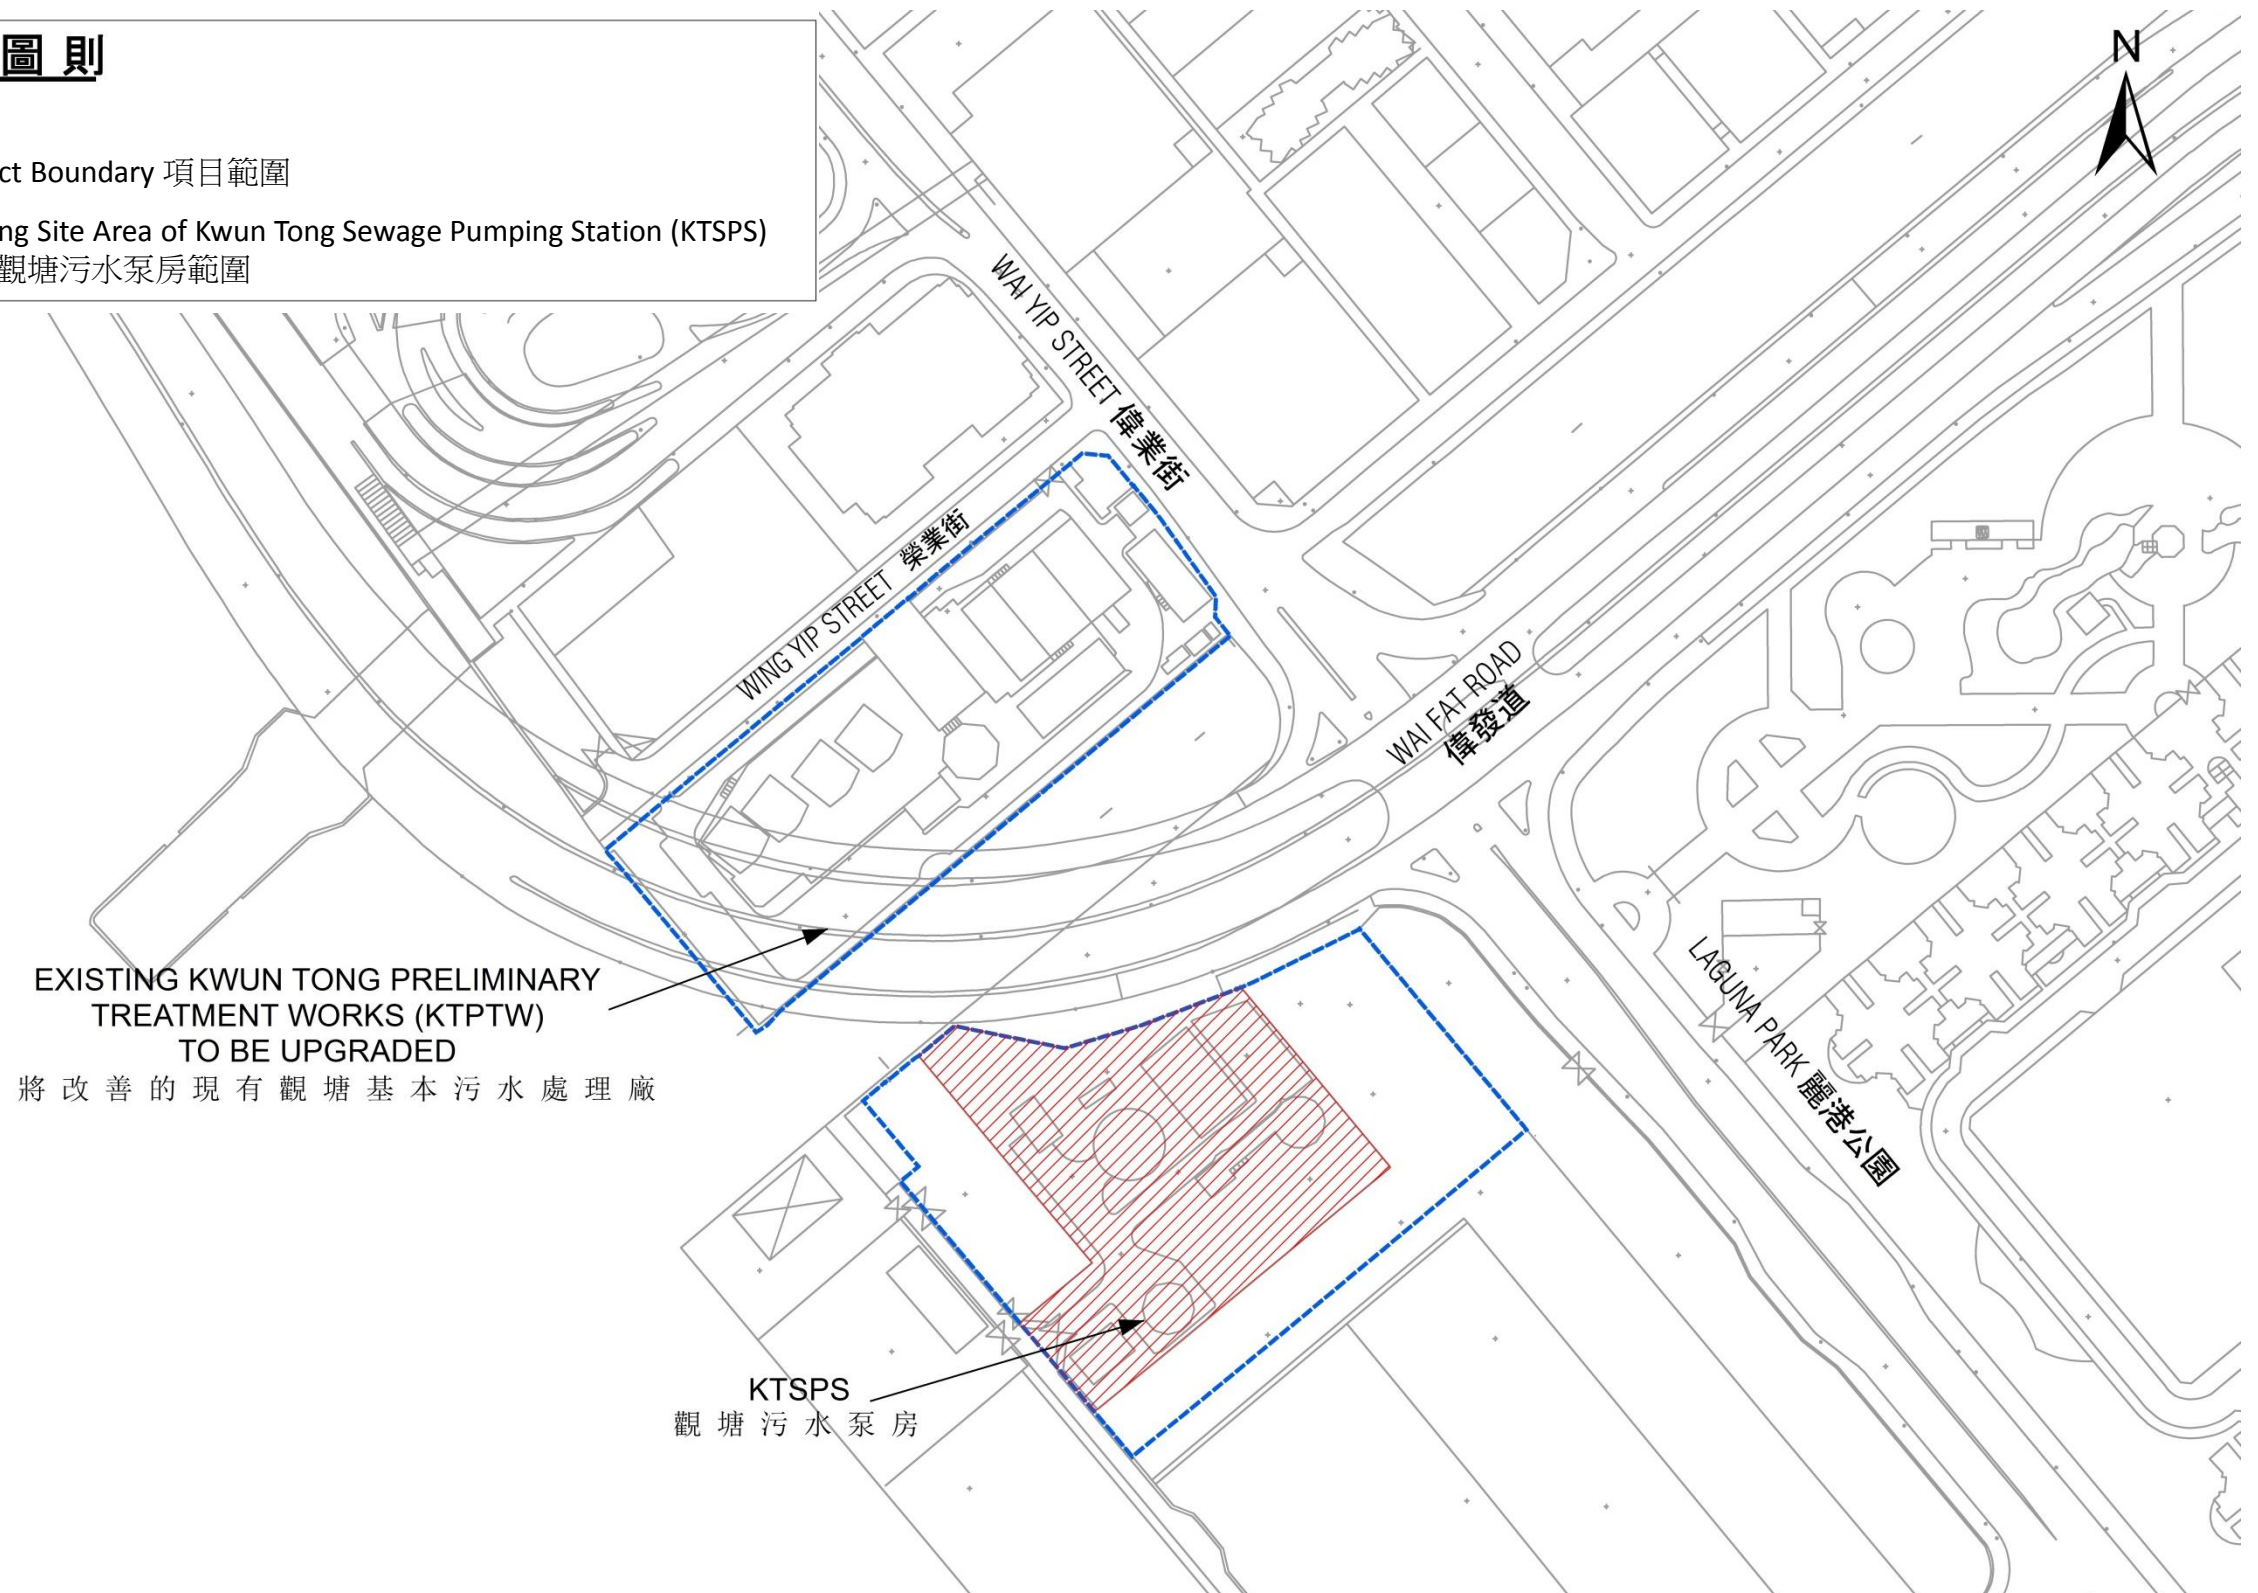 圖 則
N
ct Boundary 項目範圍
ng Site Area of Kwun Tong Sewage Pumping Station (KTSPS)
觀塘污水泵房範圍
WAI YIP STREET 偉業街
WING YIP STREET 榮業街
WAI FAT ROAD
偉發道
LAGUNA PARK 麗港公園
EXISTING KWUN TONG PRELIMINARY
TREATMENT WORKS (KTPTW)
TO BE UPGRADED
將改善的現有觀塘基本污水處理廠
KTSPS
觀塘污水泵房